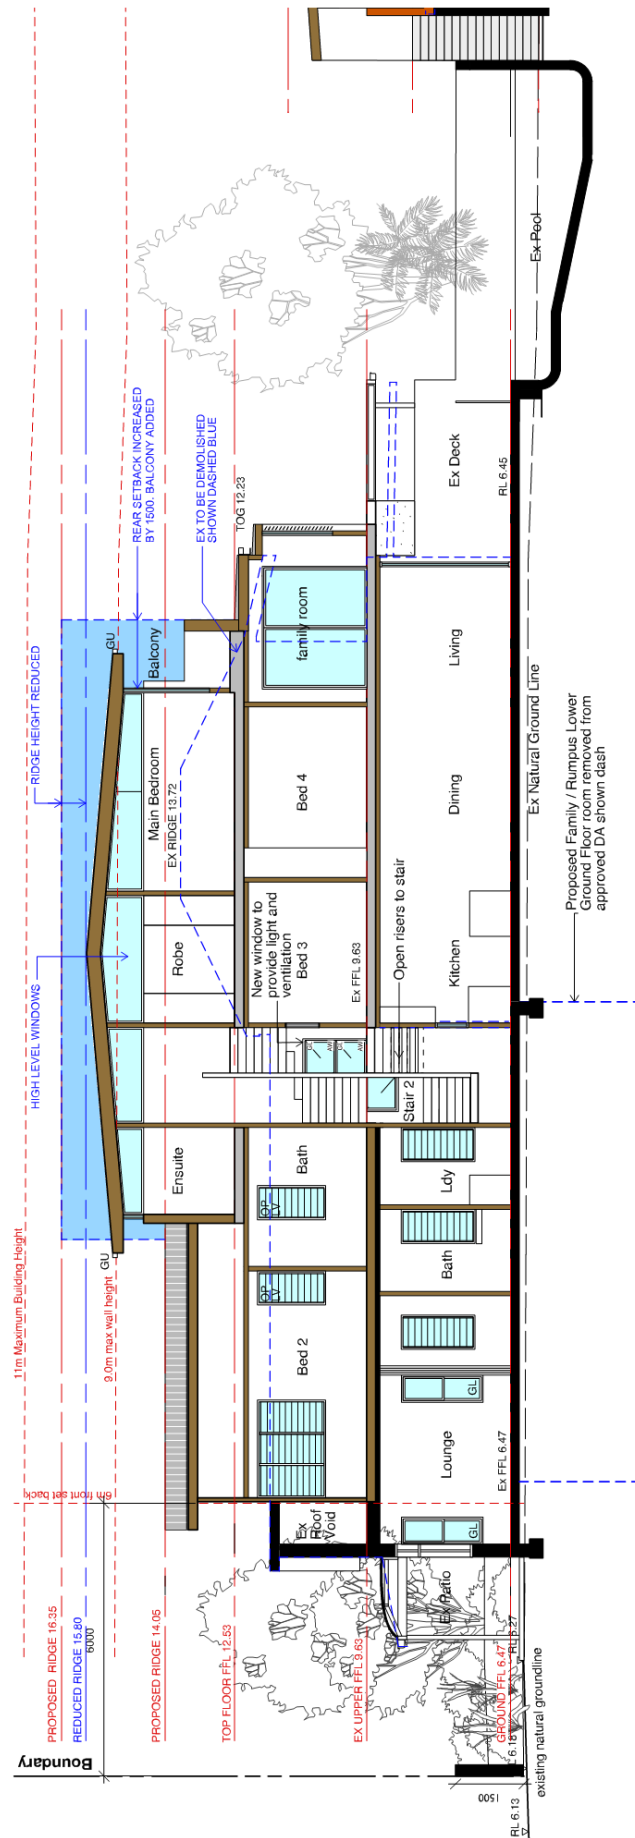 11m Maximum Building Height
PROPOSED RIDGE 16.35
REDUCED RIDGE 15.80
6000
9.0m max wall height
6m front set back
PROPOSED RIDGE 14.05
TOP FLOOR FFL 12.53
EX UPPER FFL 9.63
GROUND FFL 6.47
Boundary
HIGH LEVEL WINDOWS
RIDGE HEIGHT REDUCED
REAR SETBACK INCREASED
BY 1500. BALCONY ADDED
EX TO BE DEMOLISHED
SHOWN DASHED BLUE
TOG 12.23
GU
GU
Ensuite
Robe
Main Bedroom
EX RIDGE 13.72
Balcony
Ex
Roof
Void
Bed 2
OP
LV
OP
LV
Bath
New window to
provide light and
ventilation
Bed 3
Ex FFL 9.63
Bed 4
family room
Open risers to stair
Stair 2
Ex Patio
Lounge
GL
GL
Ex FFL 6.47
Bath
Ldy
Kitchen
Dining
Living
Ex Deck
RL 6.45
Ex Pool
RL 6.27
RL 6.13
1500
existing natural groundline
Ex Natural Ground Line
Proposed Family / Rumpus Lower
Ground Floor room removed from
approved DA shown dash